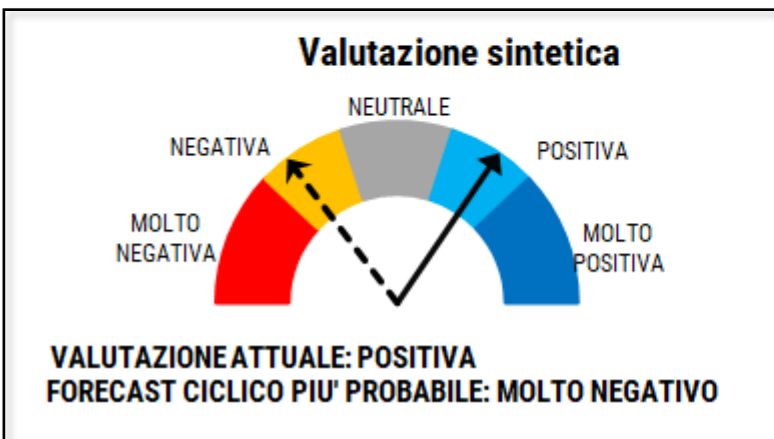 Valutazione sintetica
NEUTRALE
NEGATIVA
POSITIVA
MOLTO
NEGATIVA
MOLTO
POSITIVA
VALUTAZIONE ATTUALE: POSITIVA
FORECAST CICLICO PIU' PROBABILE: MOLTO NEGATIVO